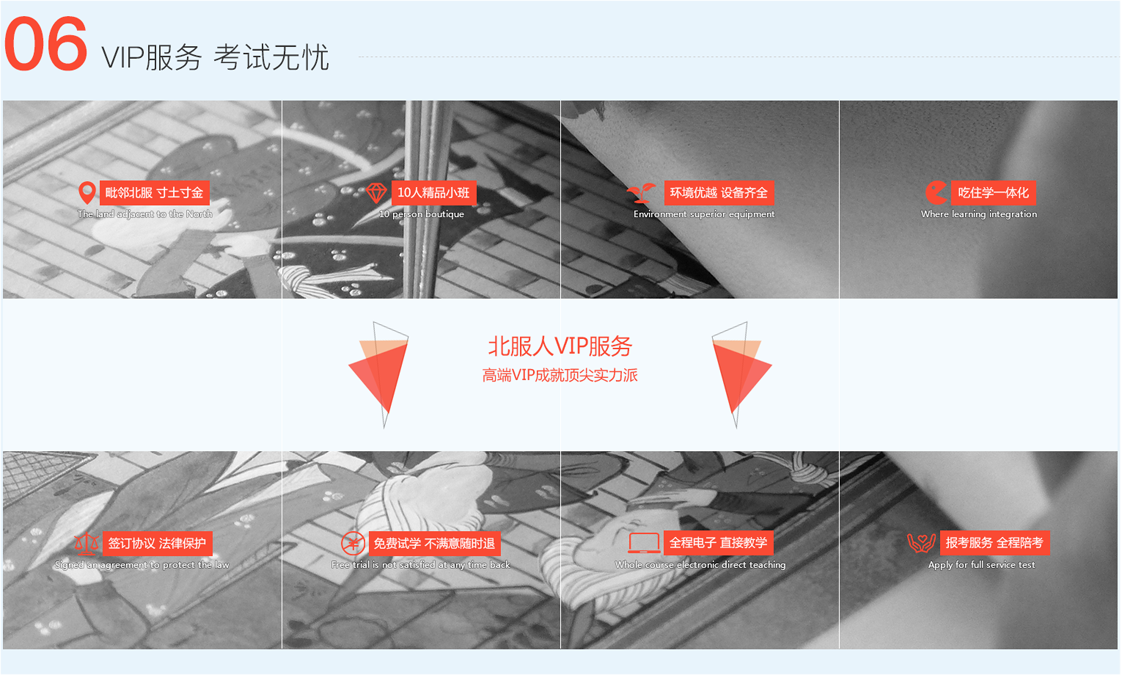 06 VIP服务 考试无忧
毗邻北服 寸土寸金
The land adjacent to the North
10人精品小班
10 person boutique
环境优越 设备齐全
Environment superior equipment
吃住学一体化
Where learning integration
北服人VIP服务
高端VIP成就顶尖实力派
签订协议 法律保护
Signed an agreement to protect the law
免费试学 不满意随时退
Free trial is not satisfied at any time back
全程电子 直接教学
Whole course electronic direct teaching
报考服务 全程陪考
Apply for full service test